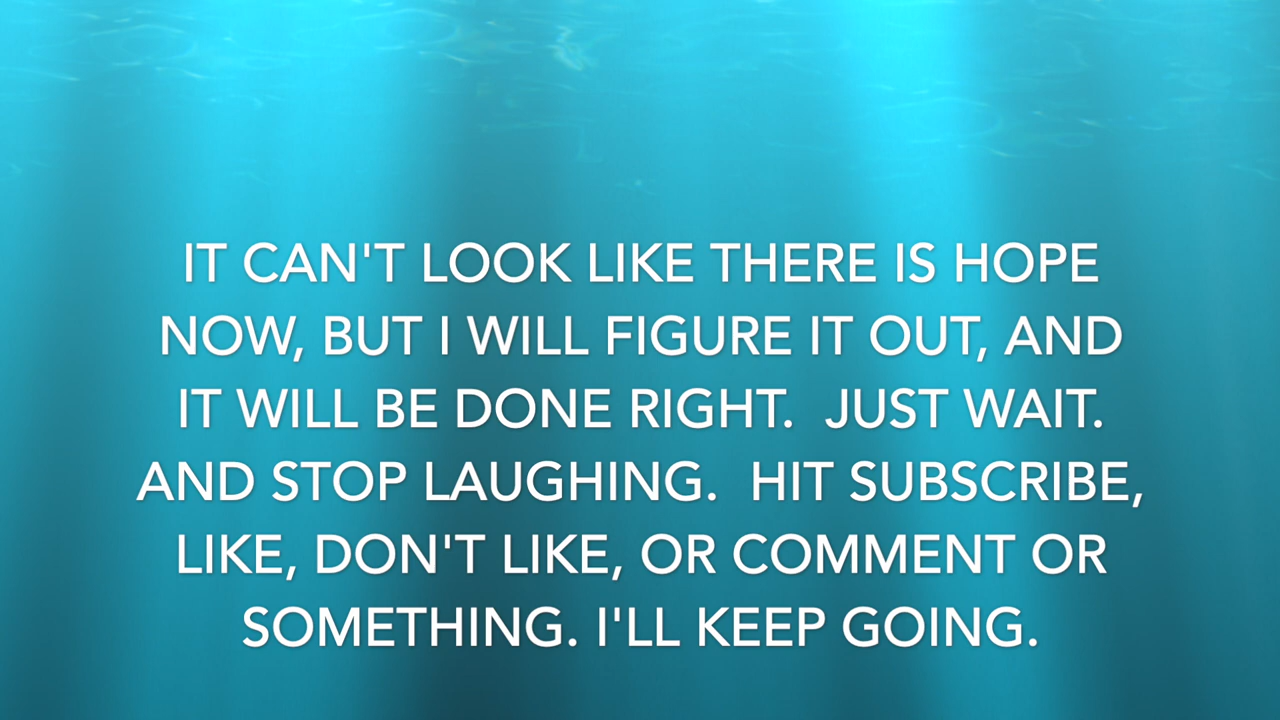 IT CAN'T LOOK LIKE THERE IS HOPE
NOW, BUT I WILL FIGURE IT OUT, AND
IT WILL BE DONE RIGHT.  JUST WAIT.
AND STOP LAUGHING.  HIT SUBSCRIBE,
LIKE, DON'T LIKE, OR COMMENT OR
SOMETHING. I'LL KEEP GOING.